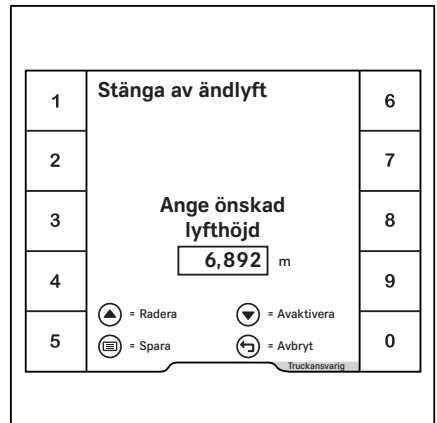 Stänga av ändlyft
1
6
2
7
Ange önskad
lyfthöjd
3
8
6,892 m
4
9
= Radera
= Avaktivera
5
= Spara
= Avbryt
0
Truckansvarig